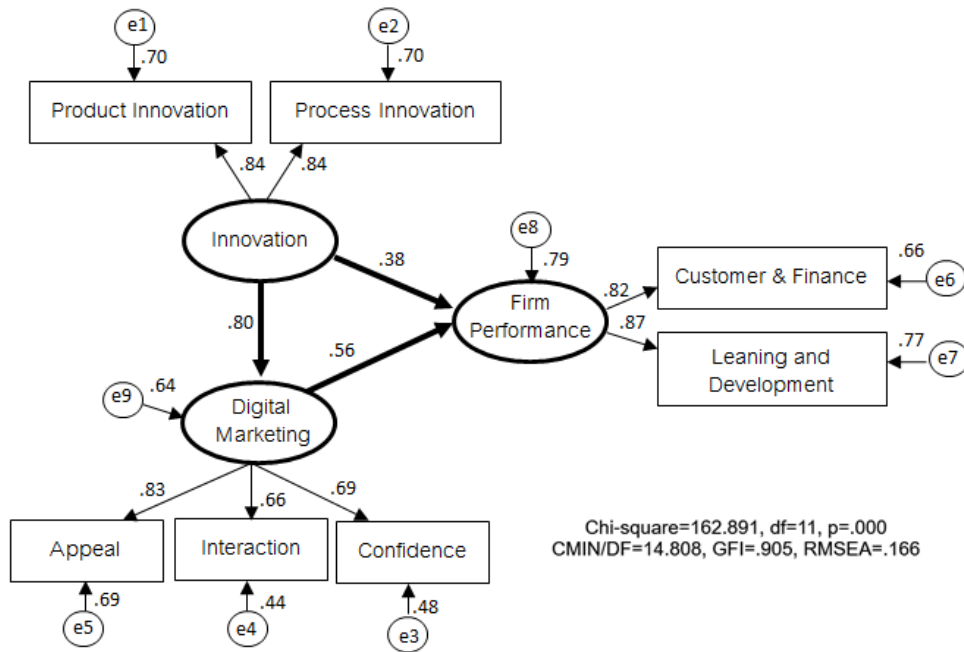 e1
e2
.70
.70
Product Innovation
Process Innovation
.84
.84
Innovation
e8
.38
.79
.66
Customer & Finance
e6
.82
Firm
Performance
.80
.87
.56
.77
Leaning and
Development
e7
e9
.64
Digital
Marketing
.83
.66
.69
Appeal
Interaction
Confidence
Chi-square=162.891, df=11, p=.000
CMIN/DF=14.808, GFI=.905, RMSEA=.166
.69
.44
.48
e5
e4
e3